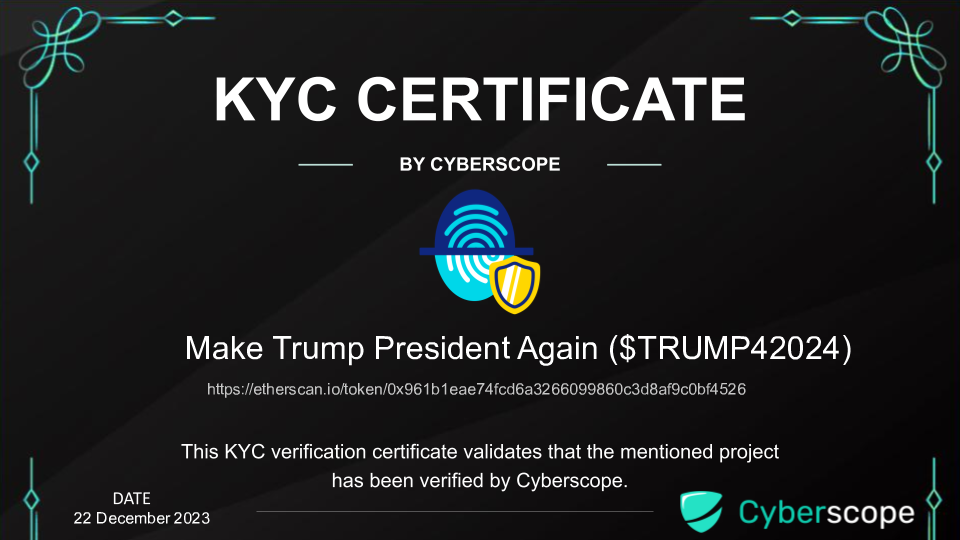 KYC CERTIFICATE
BY CYBERSCOPE
Make Trump President Again ($TRUMP42024)
https://etherscan.io/token/0x961b1eae74fcd6a3266099860c3d8af9c0bf4526
This KYC verification certificate validates that the mentioned project
has been verified by Cyberscope.
DATE
22 December 2023
Cyberscope